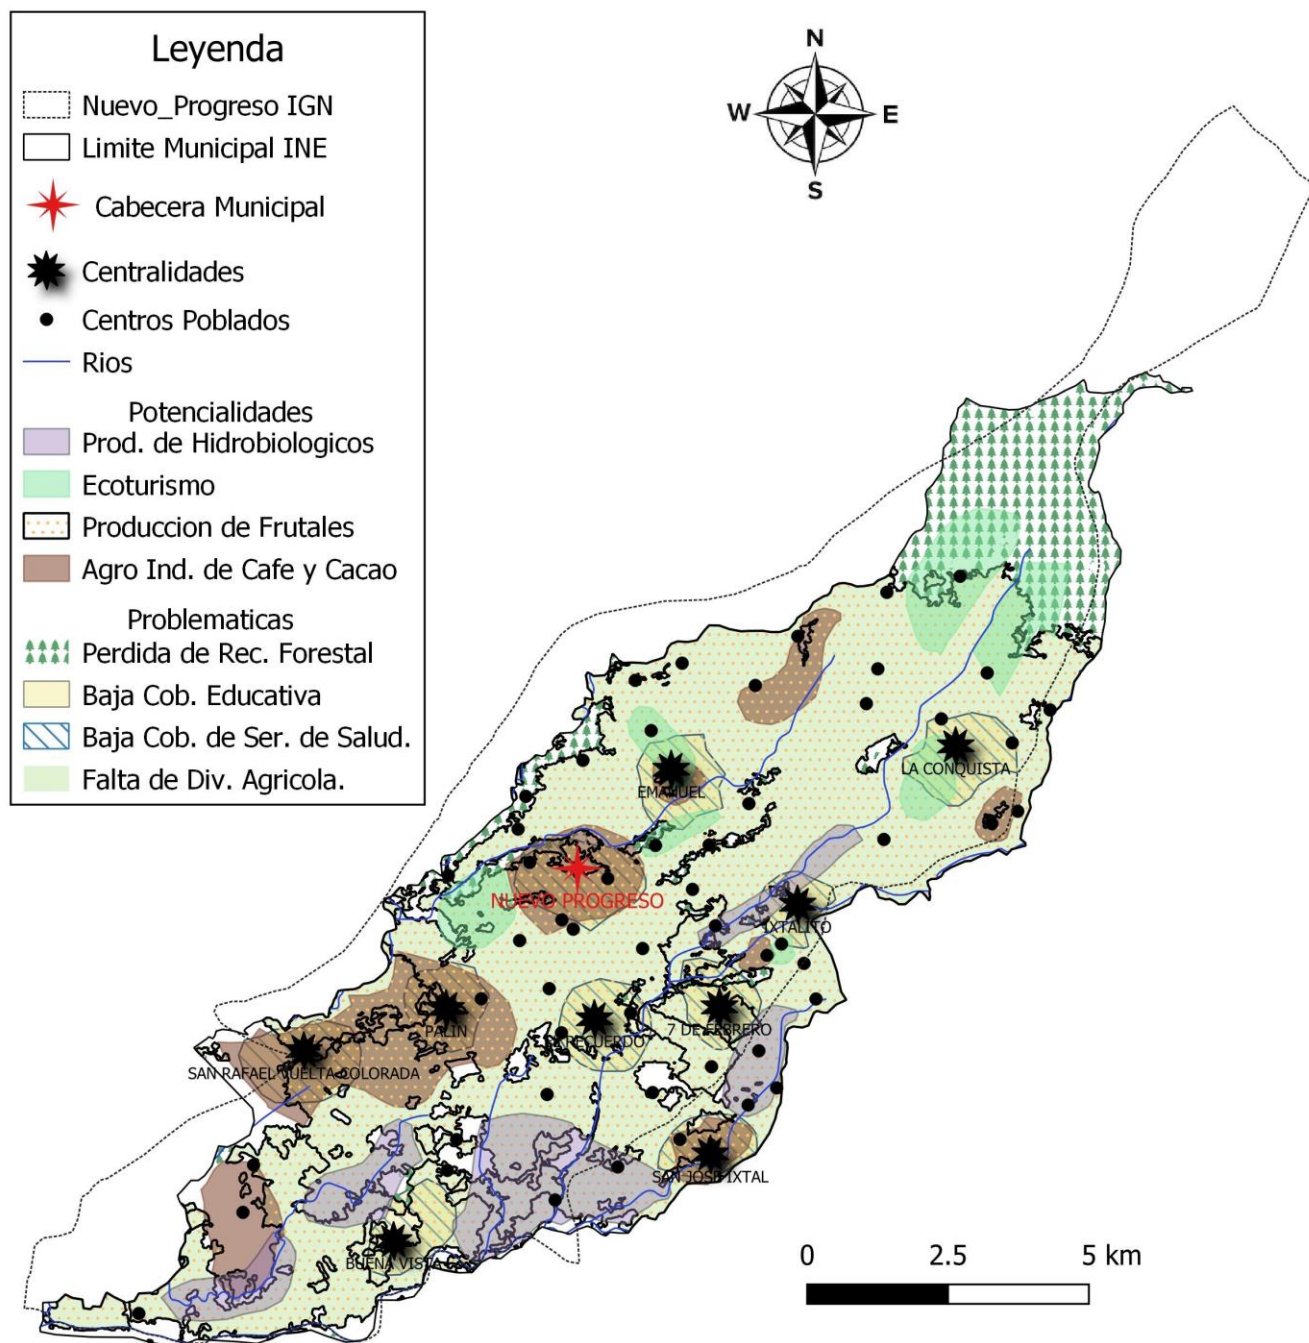 Leyenda
Nuevo_Progreso IGN
Limite Municipal INE
Cabecera Municipal
Centralidades
Centros Poblados
Rios
Potencialidades
Prod. de Hidrobiologicos
Ecoturismo
Produccion de Frutales
Agro Ind. de Cafe y Cacao
Problematicas
Perdida de Rec. Forestal
Baja Cob. Educativa
Baja Cob. de Ser. de Salud.
Falta de Div. Agricola.
N
W E
S
LA CONQUISTA
EMANUEL
NUEVO PROGRESO
IXTALITO
PALIN
RECUERDO
7 DE FEBRERO
SAN RAFAEL VUELTA COLORADA
SAN JOSE IXTAL
BUENA VISTA
0 2.5 5 km